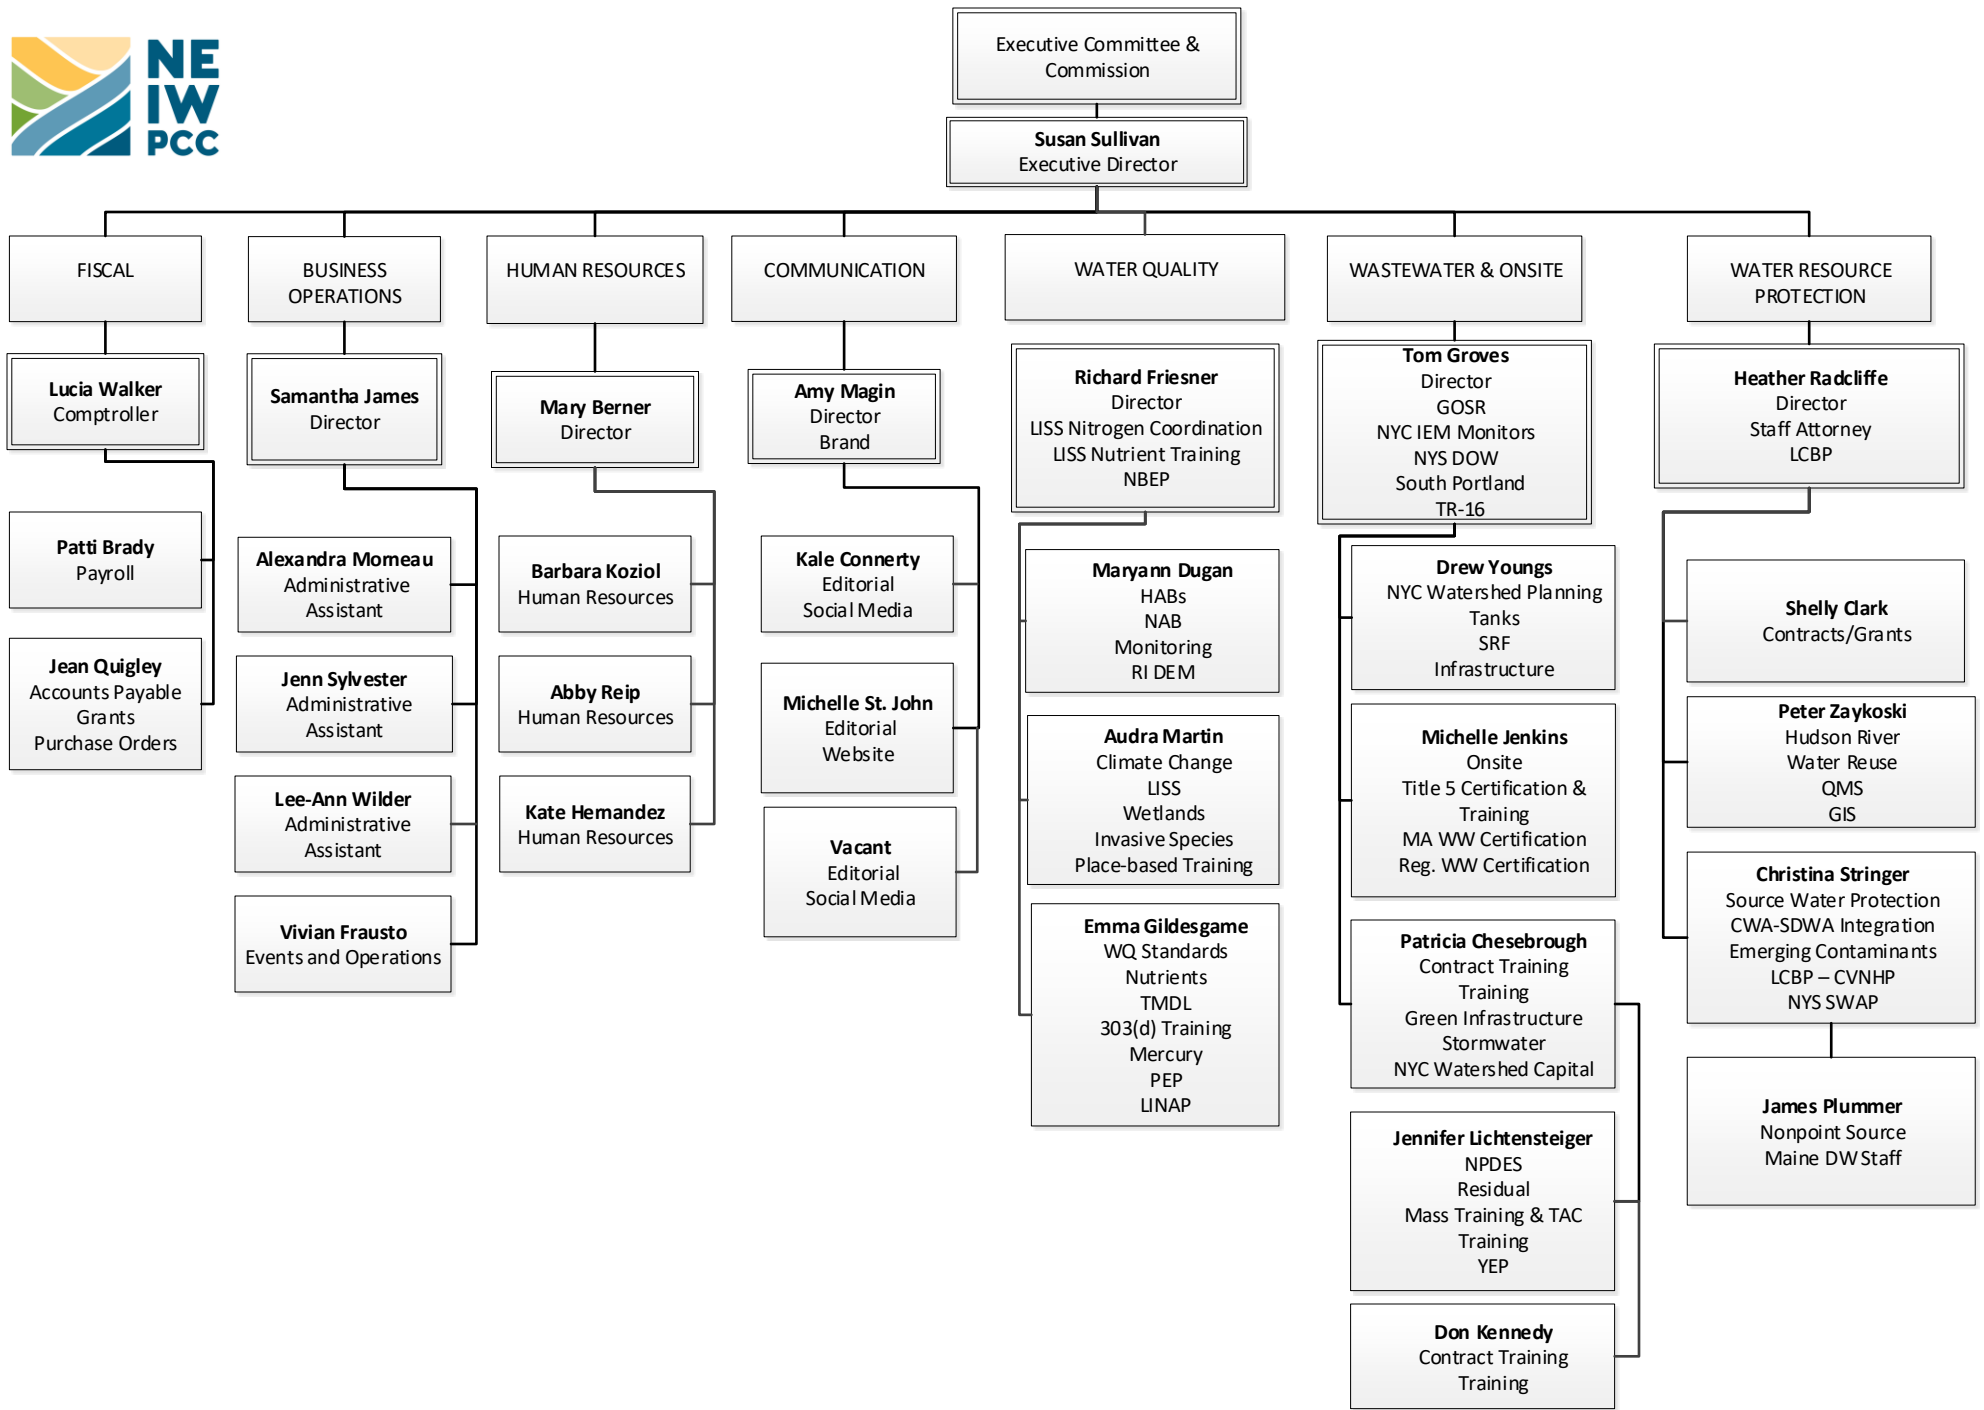 NE
IW
PCC
Executive Committee &
Commission
Susan Sullivan
Executive Director
FISCAL
BUSINESS
OPERATIONS
HUMAN RESOURCES
COMMUNICATION
WATER QUALITY
WASTEWATER & ONSITE
WATER RESOURCE
PROTECTION
Lucia Walker
Comptroller
Patti Brady
Payroll
Jean Quigley
Accounts Payable
Grants
Purchase Orders
Samantha James
Director
Alexandra Morneau
Administrative
Assistant
Jenn Sylvester
Administrative
Assistant
Lee-Ann Wilder
Administrative
Assistant
Vivian Frausto
Events and Operations
Mary Berner
Director
Barbara Koziol
Human Resources
Abby Reip
Human Resources
Kate Hernandez
Human Resources
Amy Magin
Director
Brand
Kale Connerty
Editorial
Social Media
Michelle St. John
Editorial
Website
Vacant
Editorial
Social Media
Richard Friesner
Director
LISS Nitrogen Coordination
LISS Nutrient Training
NBEP
Maryann Dugan
HABs
NAB
Monitoring
RI DEM
Audra Martin
Climate Change
LISS
Wetlands
Invasive Species
Place-based Training
Emma Gildesgame
WQ Standards
Nutrients
TMDL
303(d) Training
Mercury
PEP
LINAP
Tom Groves
Director
GOSR
NYC IEM Monitors
NYS DOW
South Portland
TR-16
Drew Youngs
NYC Watershed Planning
Tanks
SRF
Infrastructure
Michelle Jenkins
Onsite
Title 5 Certification &
Training
MA WW Certification
Reg. WW Certification
Patricia Chesebrough
Contract Training
Training
Green Infrastructure
Stormwater
NYC Watershed Capital
Jennifer Lichtensteiger
NPDES
Residual
Mass Training & TAC
Training
YEP
Don Kennedy
Contract Training
Training
Heather Radcliffe
Director
Staff Attorney
LCBP
Shelly Clark
Contracts/Grants
Peter Zaykoski
Hudson River
Water Reuse
QMS
GIS
Christina Stringer
Source Water Protection
CWA-SDWA Integration
Emerging Contaminants
LCBP – CVNHP
NYS SWAP
James Plummer
Nonpoint Source
Maine DW Staff